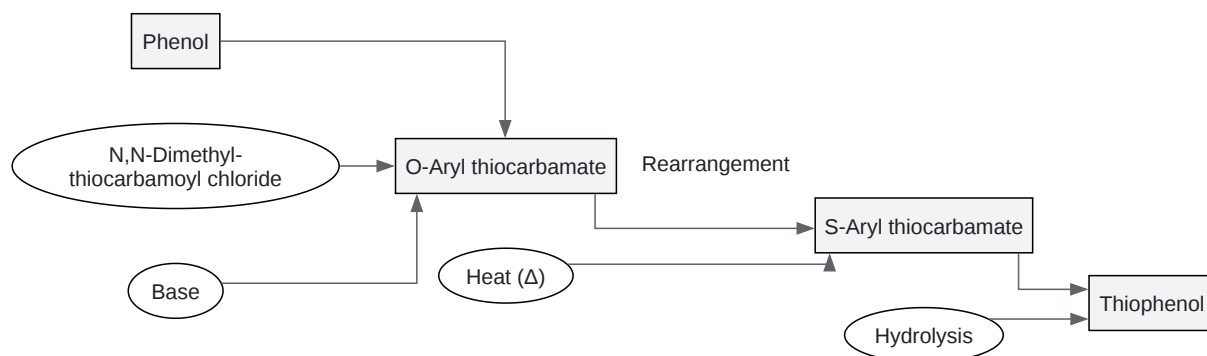 Phenol
N,N-Dimethyl-
thiocarbamoyl chloride
O-Aryl thiocarbamate
Rearrangement
Base
Heat (Δ)
S-Aryl thiocarbamate
Hydrolysis
Thiophenol